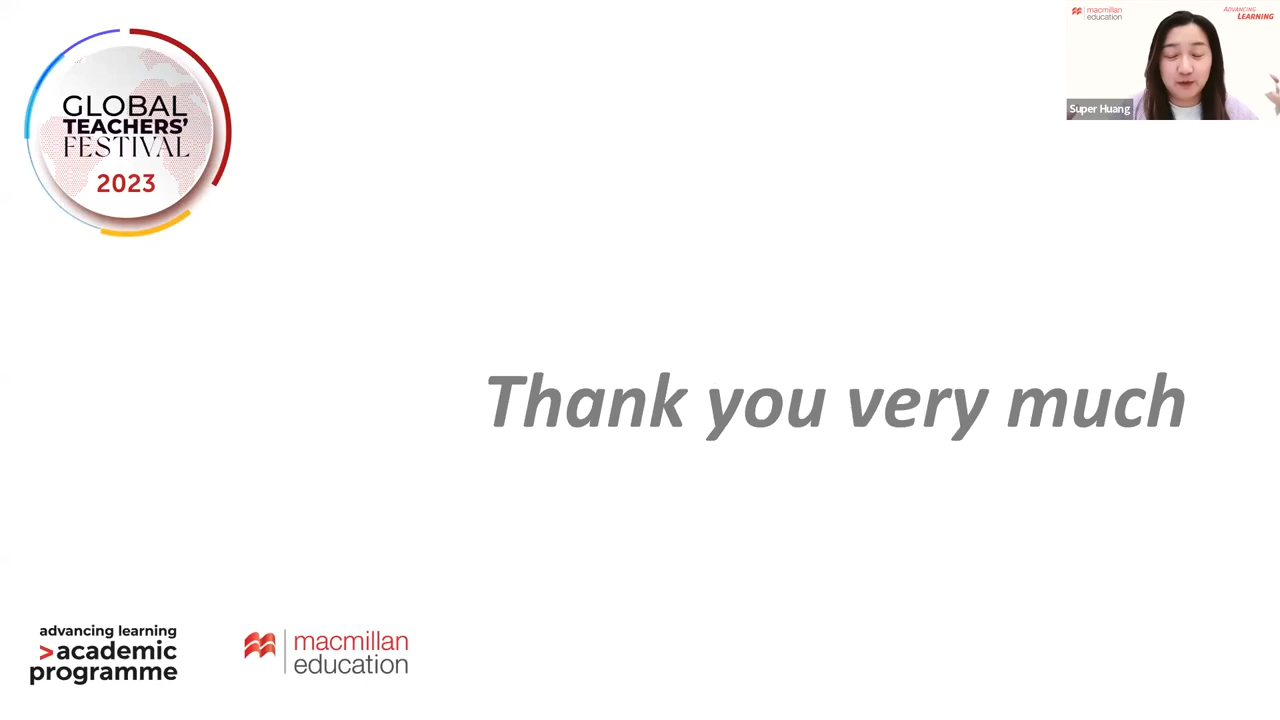 GLOBAL
TEACHERS'
FESTIVAL
2023
macmillan
education
ADVANCING
LEARNING
Super Huang
Thank you very much
advancing learning
>academic
programme
macmillan
education